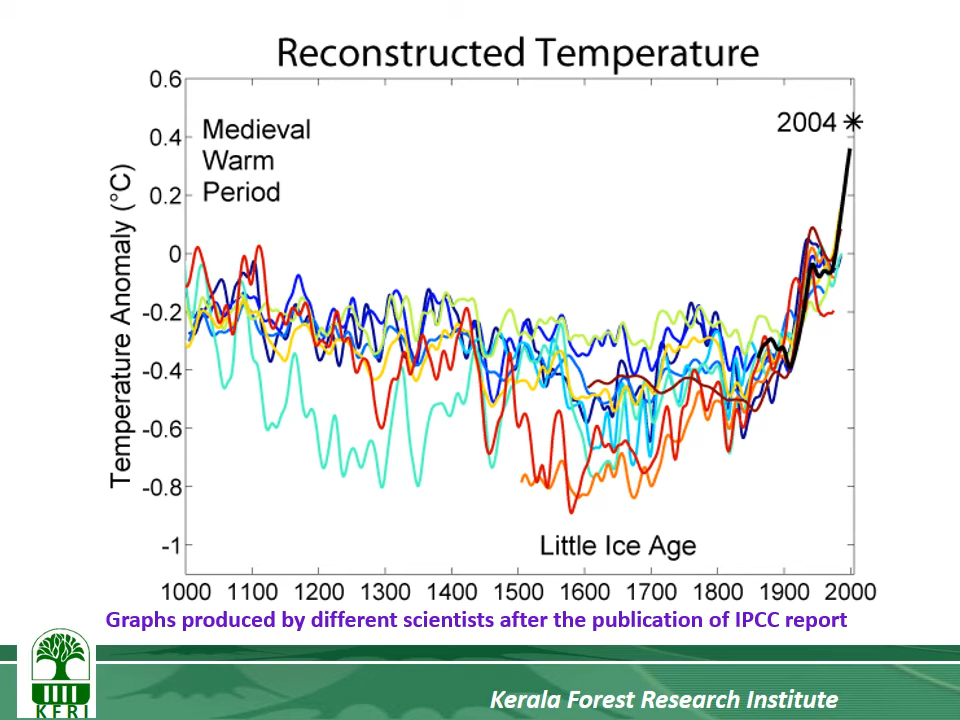 Reconstructed Temperature
0.6
0.4
0.2
0
-0.2
-0.4
-0.6
-0.8
-1
Temperature Anomaly (°C)
Medieval
Warm
Period
2004
Little Ice Age
1000 1100 1200 1300 1400 1500 1600 1700 1800 1900 2000
Graphs produced by different scientists after the publication of IPCC report
KFRI
Kerala Forest Research Institute